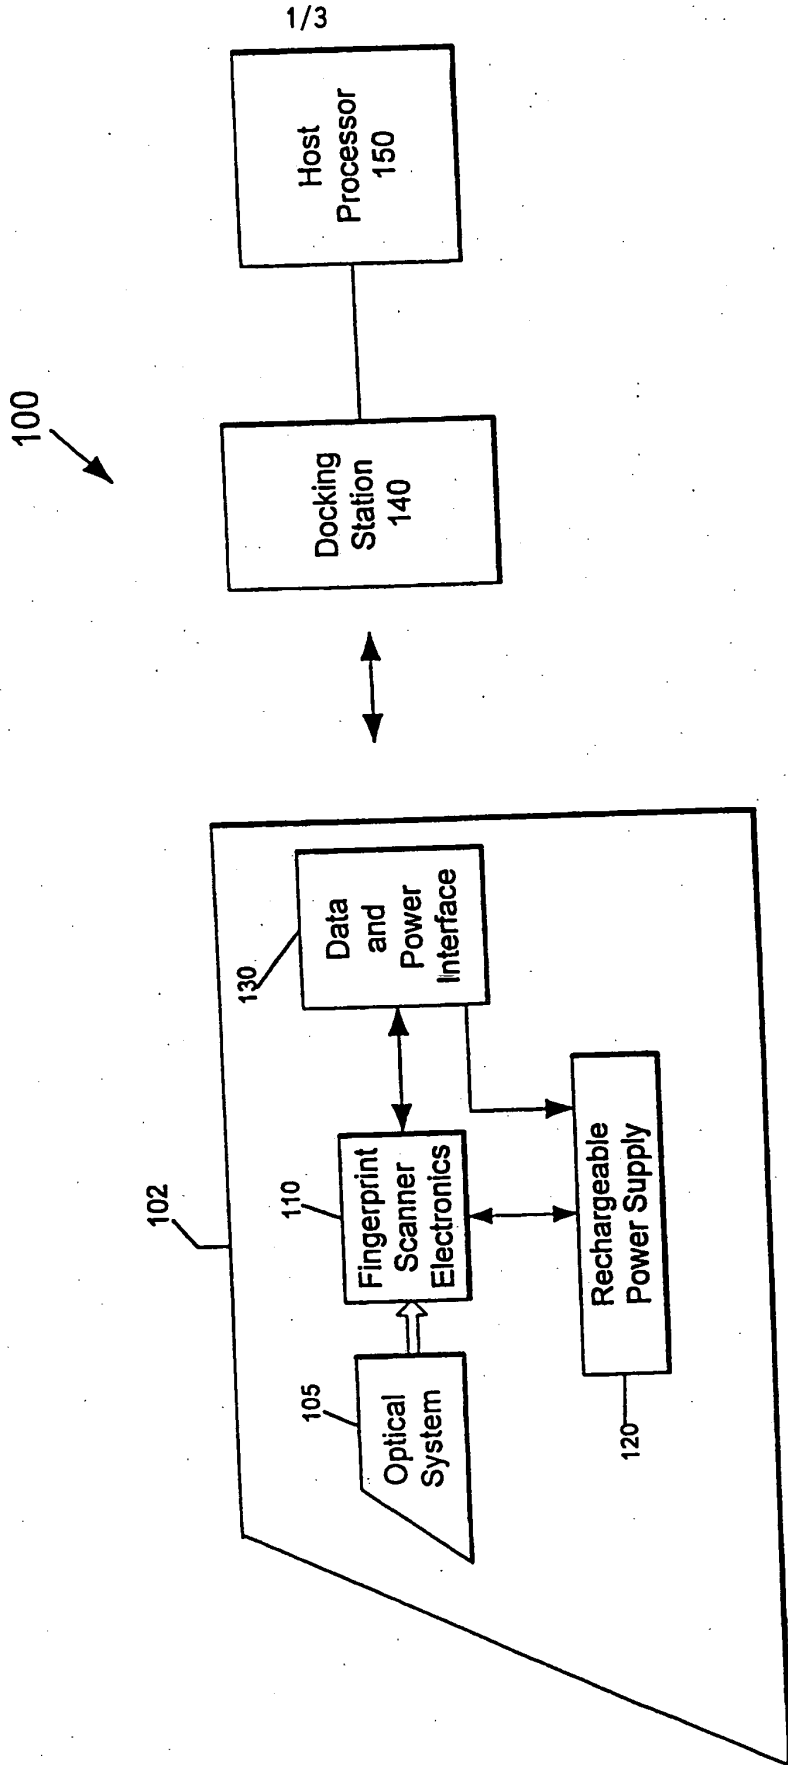 1/3
100
102
105
Optical
System
110
Fingerprint
Scanner
Electronics
130
Data
and
Power
Interface
Rechargeable
Power Supply
120
Docking
Station
140
Host
Processor
150